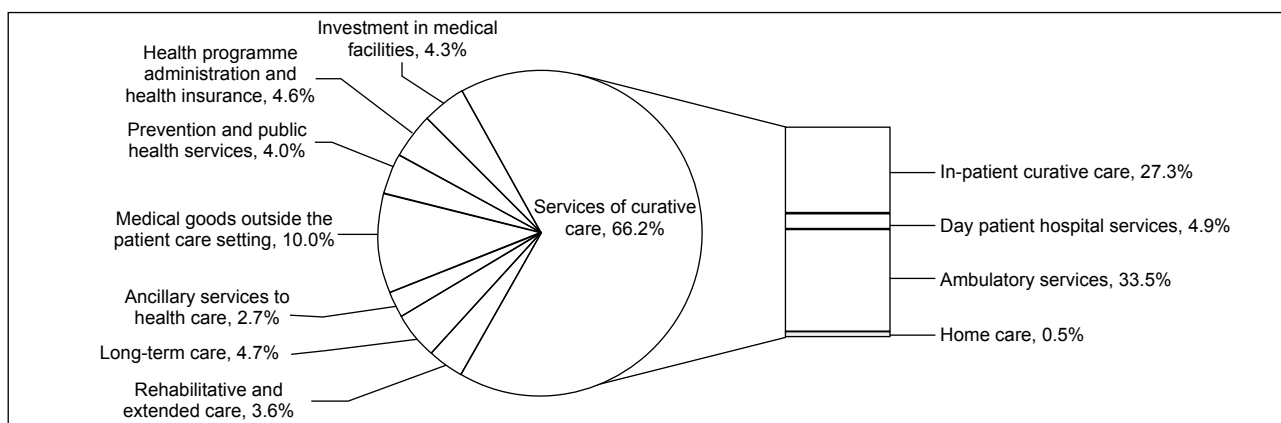 Investment in medical
facilities, 4.3%
Health programme
administration and
health insurance, 4.6%
Prevention and public
health services, 4.0%
Medical goods outside the
patient care setting, 10.0%
Ancillary services to
health care, 2.7%
Long-term care, 4.7%
Rehabilitative and
extended care, 3.6%
Services of curative
care, 66.2%
In-patient curative care, 27.3%
Day patient hospital services, 4.9%
Ambulatory services, 33.5%
Home care, 0.5%